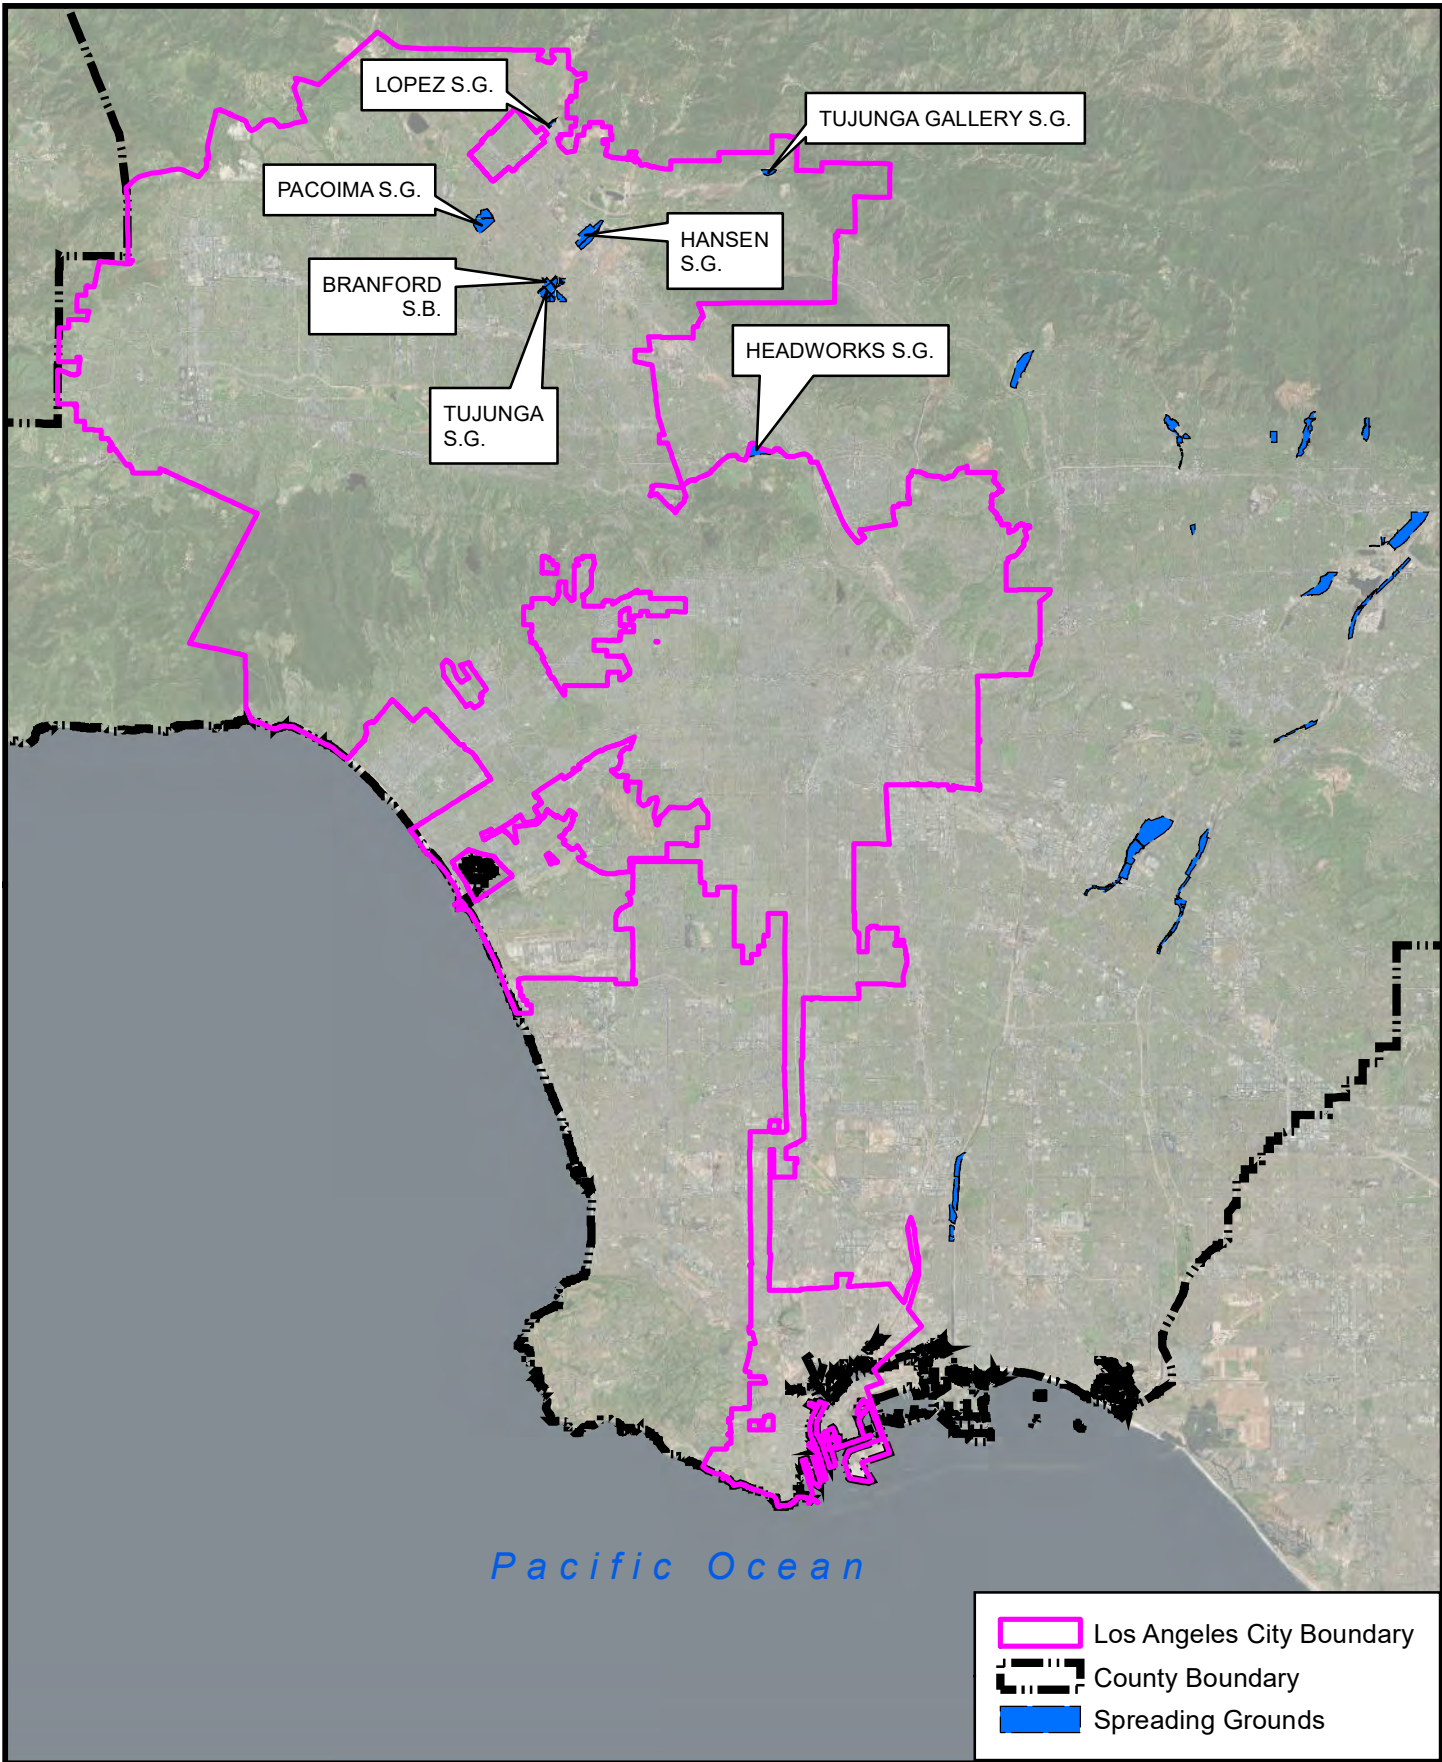 LOPEZ S.G.
TUJUNGA GALLERY S.G.
PACOIMA S.G.
HANSEN
S.G.
BRANFORD
S.B.
HEADWORKS S.G.
TUJUNGA
S.G.
Pacific Ocean
Los Angeles City Boundary
County Boundary
Spreading Grounds